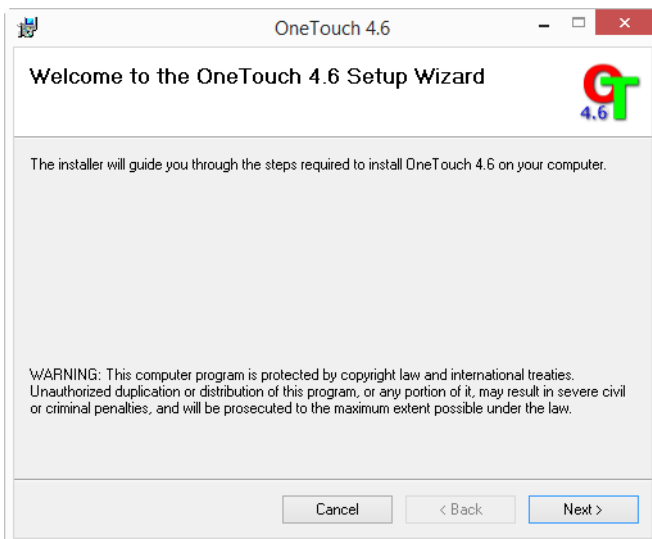 OneTouch 4.6
Welcome to the OneTouch 4.6 Setup Wizard
OT
4.6
The installer will guide you through the steps required to install OneTouch 4.6 on your computer.
WARNING: This computer program is protected by copyright law and international treaties.
Unauthorized duplication or distribution of this program, or any portion of it, may result in severe civil
or criminal penalties, and will be prosecuted to the maximum extent possible under the law.
Cancel
< Back
Next >